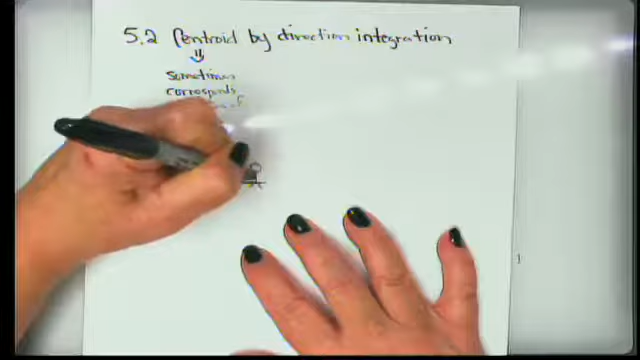 5.2 Centroid by direction integration
sometimes
corresponds